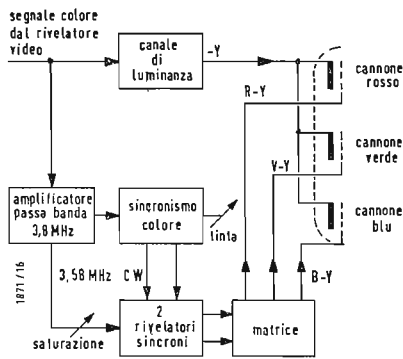 segnale colore
dal rivelatore
video
canale
di
luminanza
-Y
cannone
rosso
R-Y
cannone
verde
V-Y
amplificatore
passa banda
3,8 MHz
sincronismo
colore
tinta
cannone
blu
B-Y
1871/16
3,58 MHz
CW
saturazione
2
rivelatori
sincroni
matrice